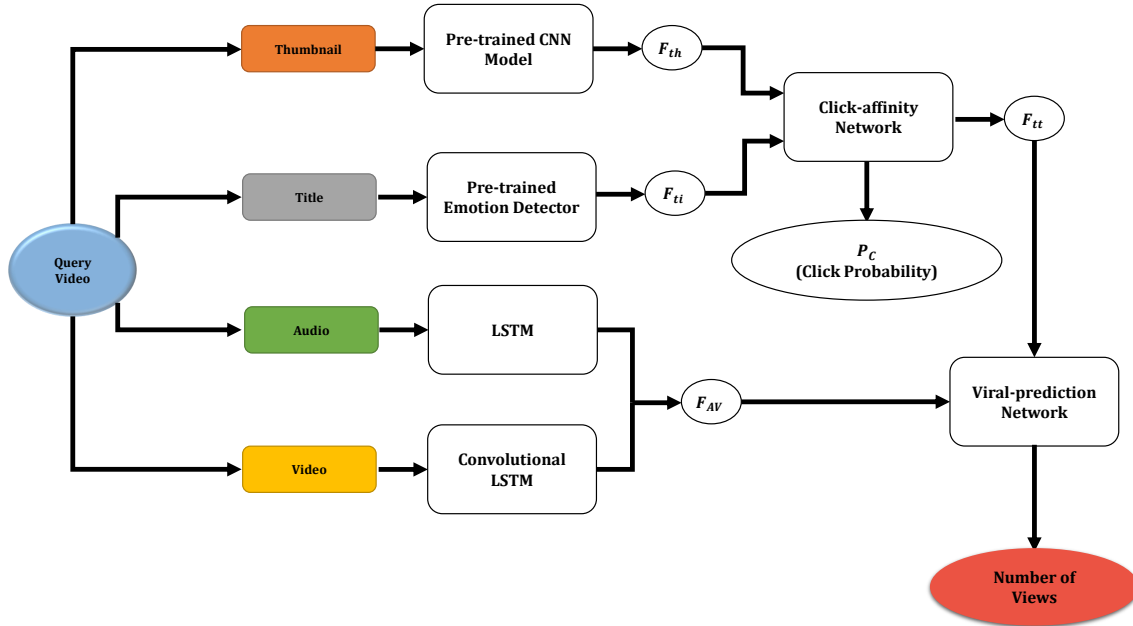 Thumbnail
Pre-trained CNN
Model
F_th
Click-affinity
Network
F_tt
Title
Pre-trained
Emotion Detector
F_ti
P_C
(Click Probability)
Query
Video
Audio
LSTM
F_AV
Viral-prediction
Network
Video
Convolutional
LSTM
Number of
Views